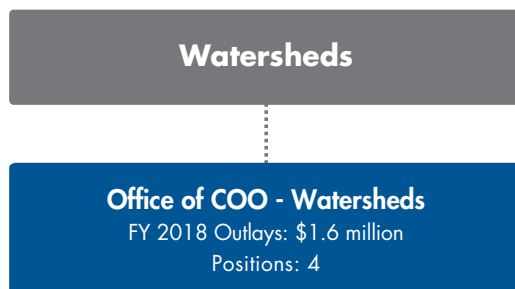 Watersheds
Office of COO - Watersheds
FY 2018 Outlays: $1.6 million
Positions: 4